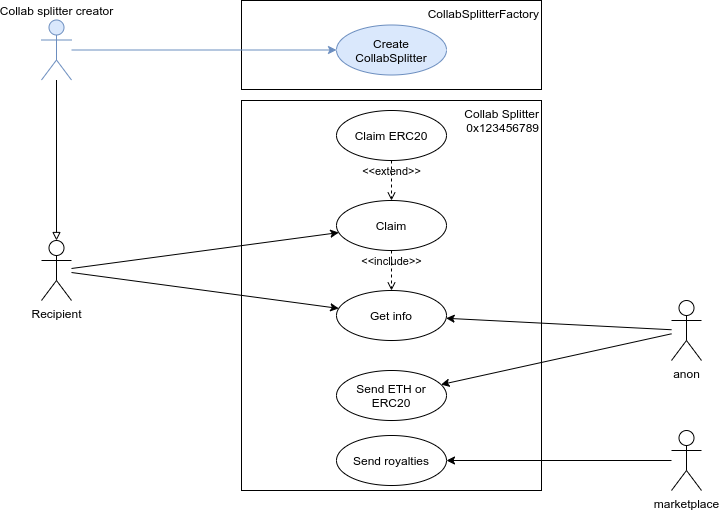 Collab splitter creator
CollabSplitterFactory
Create
CollabSplitter
Collab Splitter
0x123456789
Claim ERC20
<<extend>>
Claim
<<include>>
Recipient
Get info
anon
Send ETH or
ERC20
Send royalties
marketplace